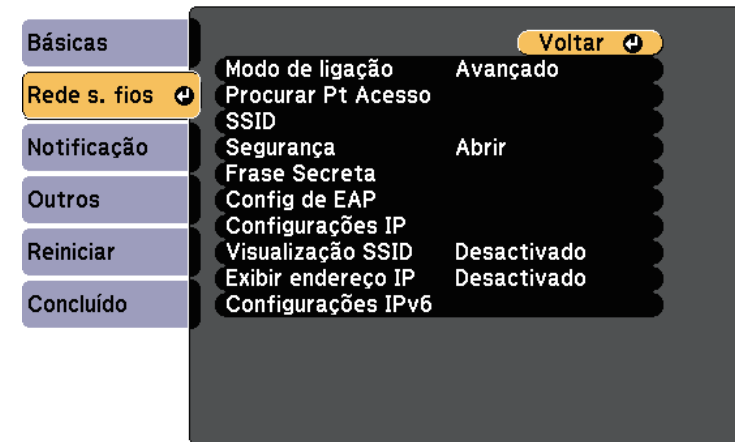 Básicas
Rede s. fios
Notificação
Outros
Reiniciar
Concluído
Voltar
Modo de ligação Avançado
Procurar Pt Acesso
SSID
Segurança Abrir
Frase Secreta
Config de EAP
Configurações IP
Visualização SSID Desactivado
Exibir endereço IP Desactivado
Configurações IPv6